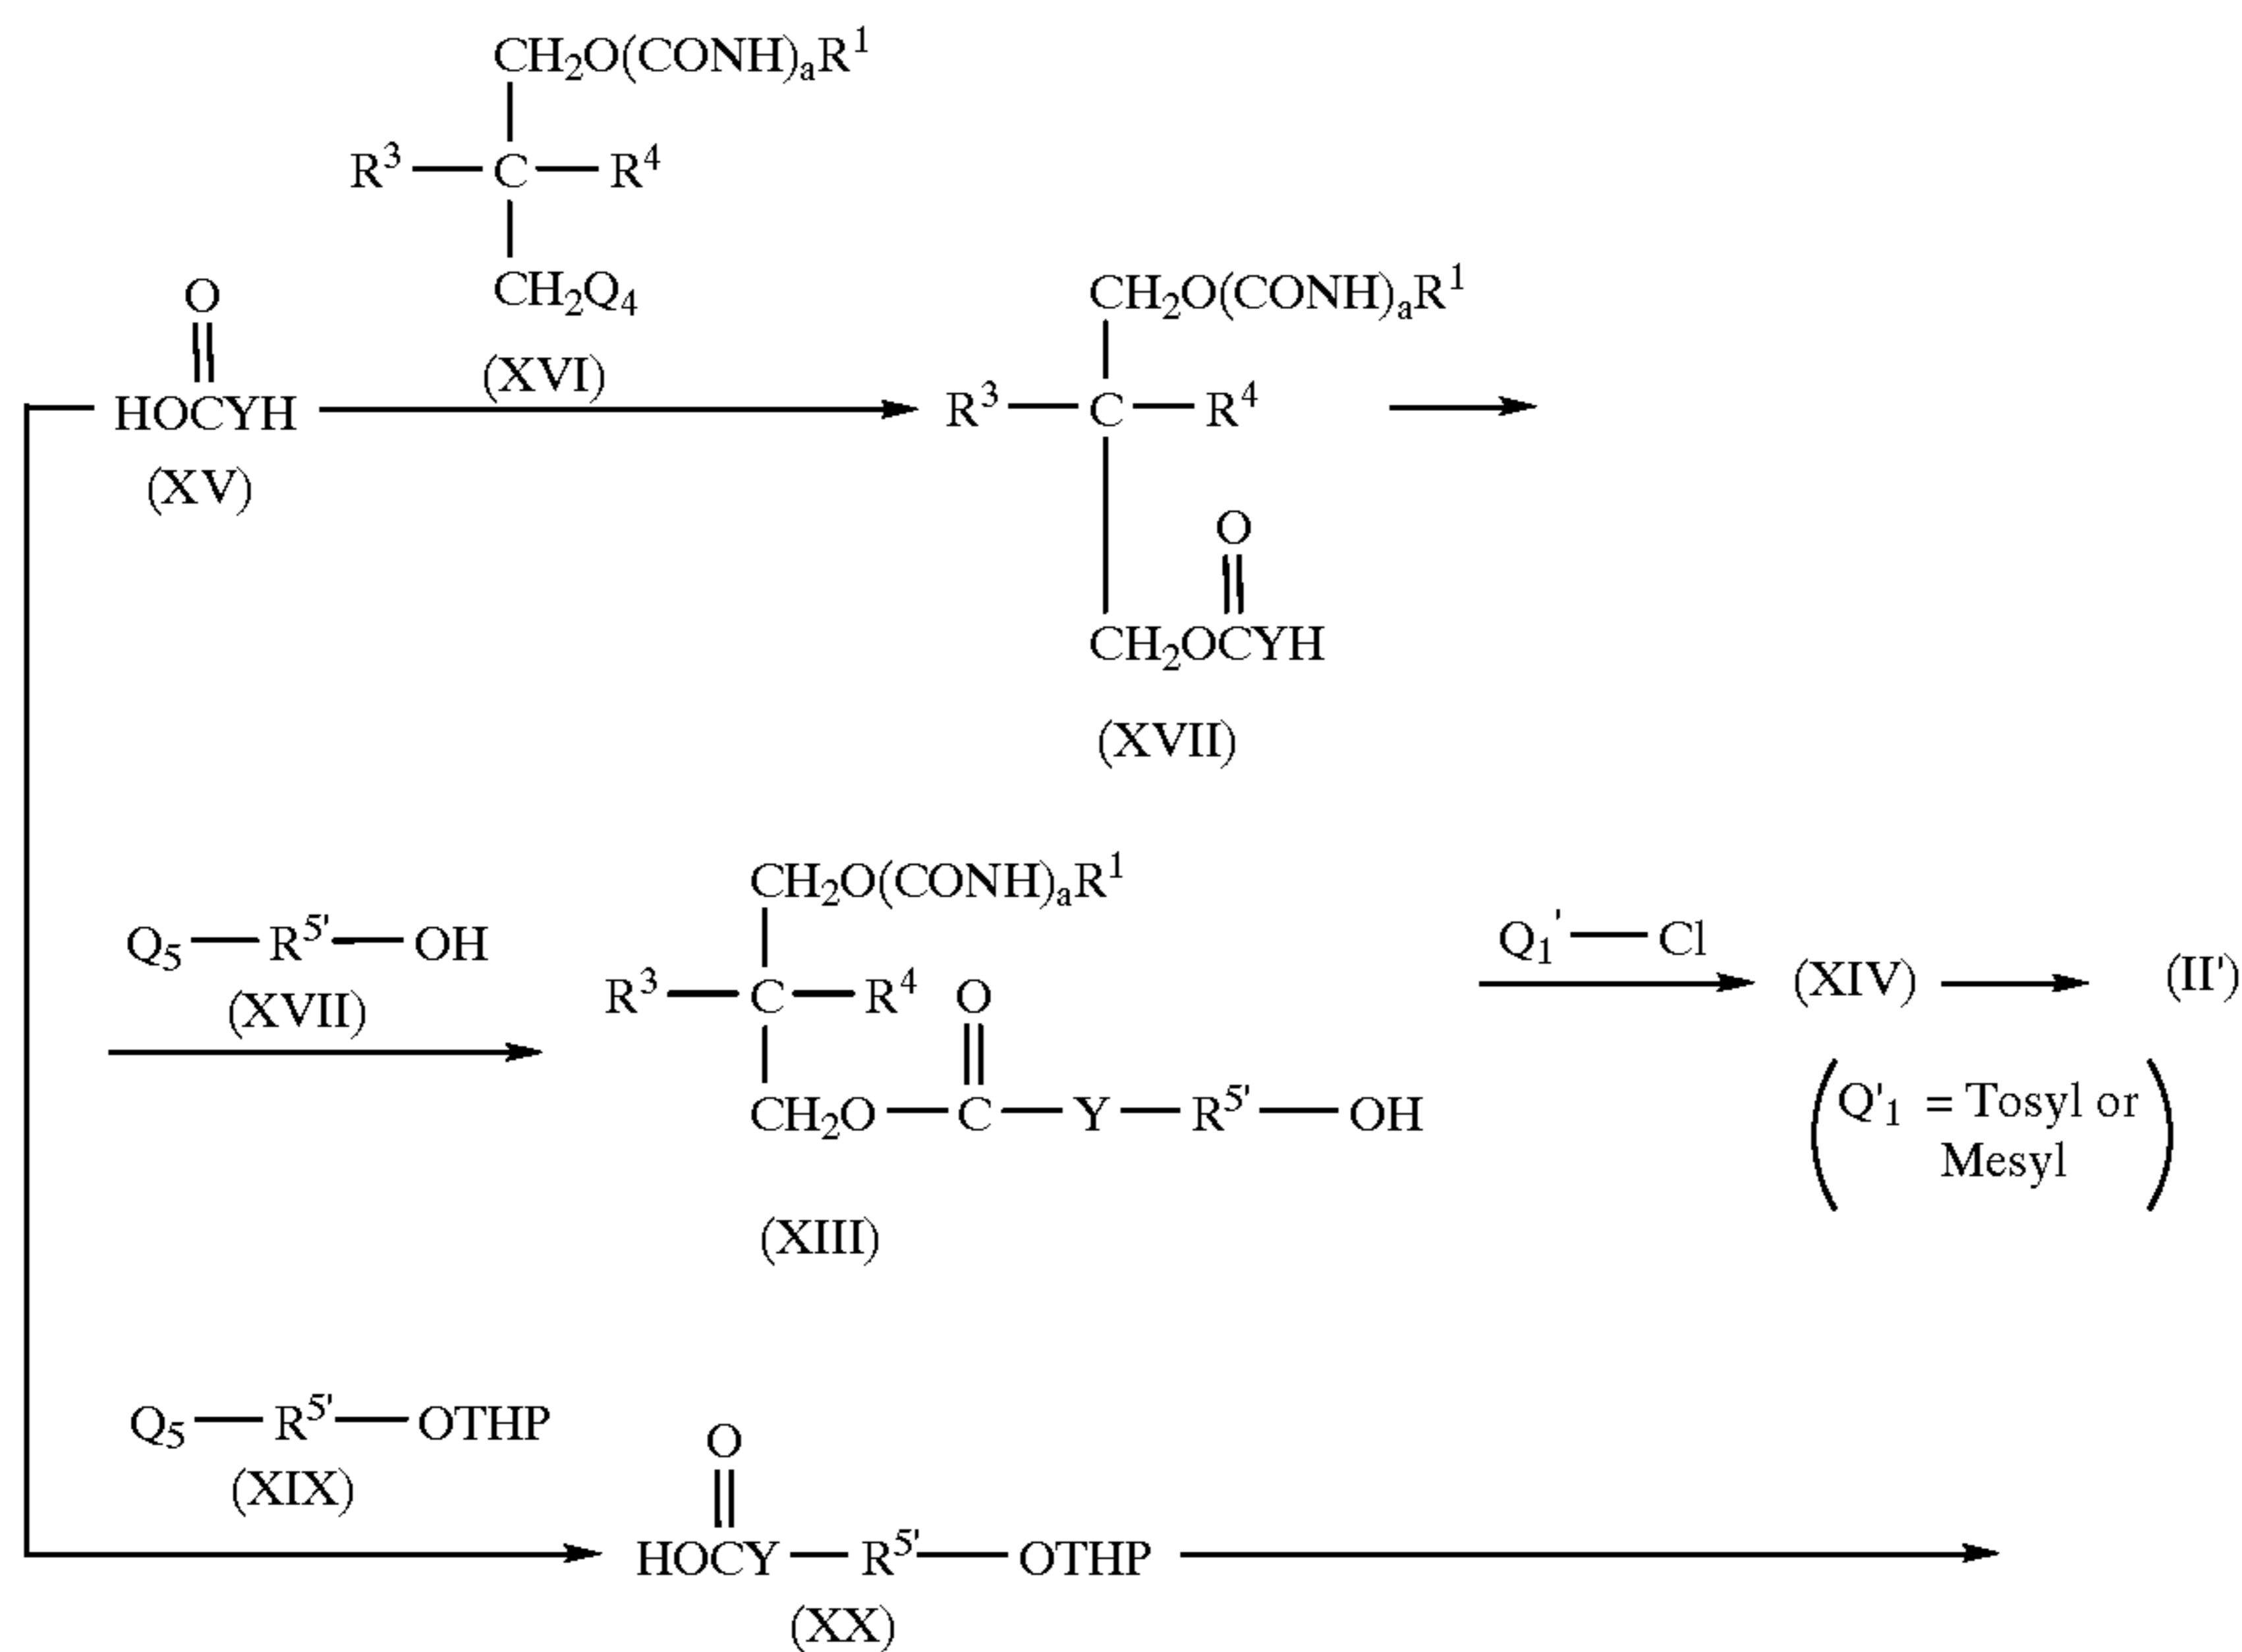 CH₂O(CONH)ₐR¹
R³—C—R⁴
CH₂Q₄
(XVI)
O
HOCYH
(XV)
CH₂O(CONH)ₐR¹
R³—C—R⁴
O
CH₂OCYH
(XVII)
Q₅—R⁵'—OH
(XVII)
CH₂O(CONH)ₐR¹
R³—C—R⁴
O
CH₂O—C—Y—R⁵'—OH
(XIII)
Q₁'—Cl
(XIV)
(II')
(Q'₁ = Tosyl or
Mesyl)
Q₅—R⁵'—OTHP
(XIX)
O
HOCY—R⁵'—OTHP
(XX)